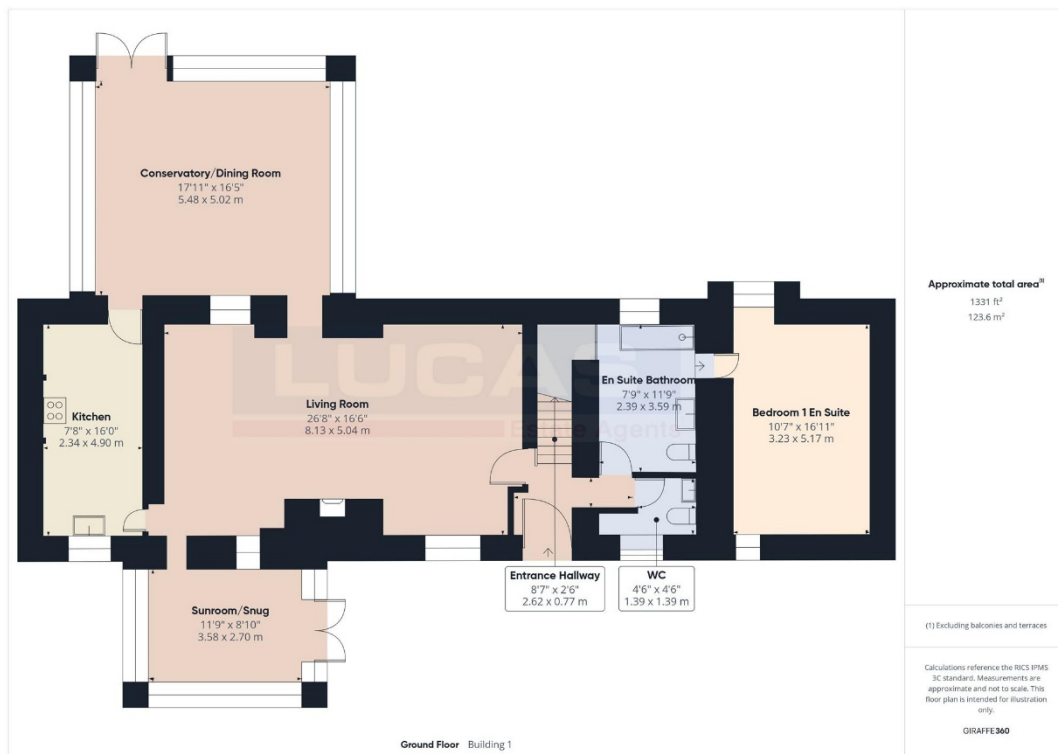 Conservatory/Dining Room
17'11" x 16'5"
5.48 x 5.02 m
Kitchen
7'8" x 16'0"
2.34 x 4.90 m
LUCAS
Estate Agents
Living Room
26'8" x 16'6"
8.13 x 5.04 m
En Suite Bathroom
7'9" x 11'9"
2.39 x 3.59 m
Bedroom 1 En Suite
10'7" x 16'11"
3.23 x 5.17 m
Entrance Hallway
8'7" x 2'6"
2.62 x 0.77 m
WC
4'6" x 4'6"
1.39 x 1.39 m
Sunroom/Snug
11'9" x 8'10"
3.58 x 2.70 m
Ground Floor Building 1
Approximate total area(1)
1331 ft²
123.6 m²
(1) Excluding balconies and terraces
Calculations reference the RICS IPMS
3C standard. Measurements are
approximate and not to scale. This
floor plan is intended for illustration
only.
GIRAFFE360